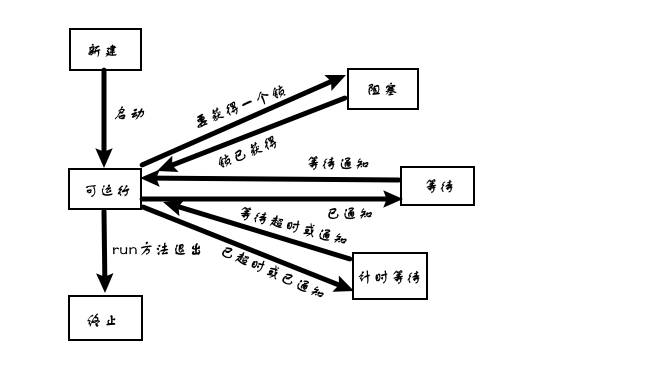 新建
启动
要获得一个锁
阻塞
锁已获得
等待通知
可运行
等待
已通知
等待超时或通知
run方法退出
已超时或已通知
计时等待
终止